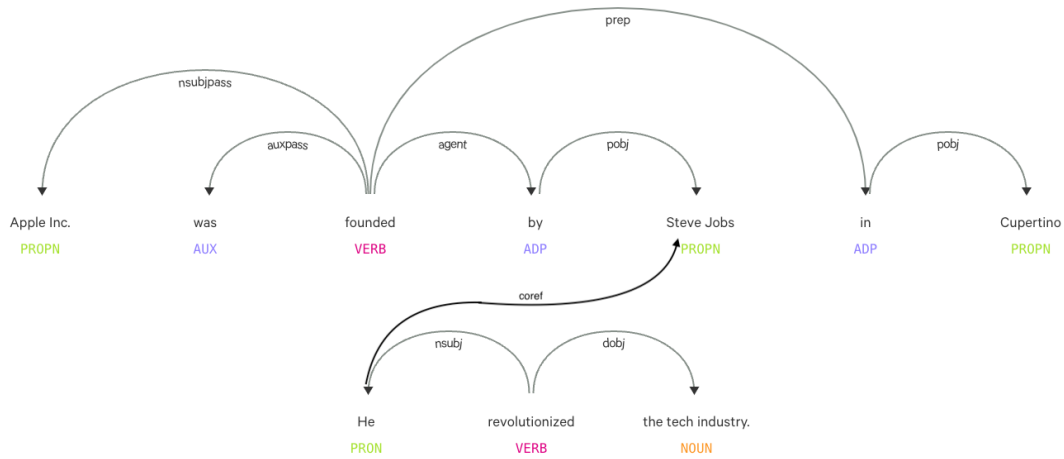 prep
nsubjpass
auxpass agent pobj pobj
Apple Inc. was founded by Steve Jobs in Cupertino
PROPN AUX VERB ADP PROPN ADP PROPN
coref
nsubj dobj
He revolutionized the tech industry.
PRON VERB NOUN